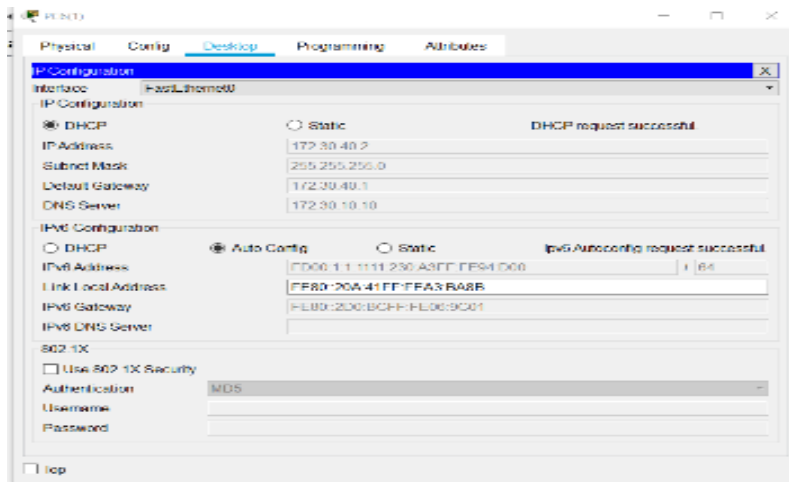 Physical Config Desktop Programming Attributes
IP Configuration X
Interface FastEthernet0
IP Configuration
DHCP Static DHCP request successful.
IP Address 172.30.40.2
Subnet Mask 255.255.255.0
Default Gateway 172.30.40.1
DNS Server 172.30.10.10
IPv6 Configuration
DHCP Auto Config Static Ipv6 Autoconfig request successful.
IPv6 Address / 64
Link Local Address FE80::20A:41FF:FEA3:BA8B
IPv6 Gateway
IPv6 DNS Server
802.1X
Use 802.1X Security
Authentication MD5
Username
Password
Top